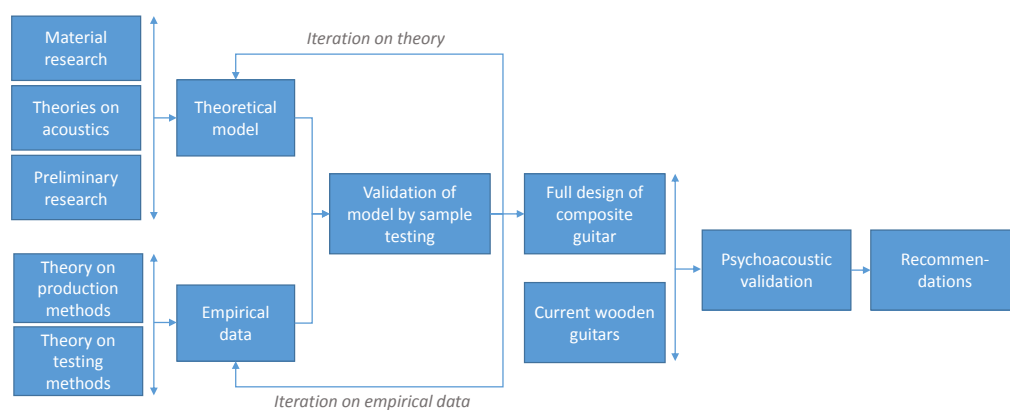 Iteration on theory
Material
research
Theories on
acoustics
Preliminary
research
Theoretical
model
Validation of
model by sample
testing
Full design of
composite
guitar
Theory on
production
methods
Theory on
testing
methods
Empirical
data
Current wooden
guitars
Psychoacoustic
validation
Recommen-
dations
Iteration on empirical data